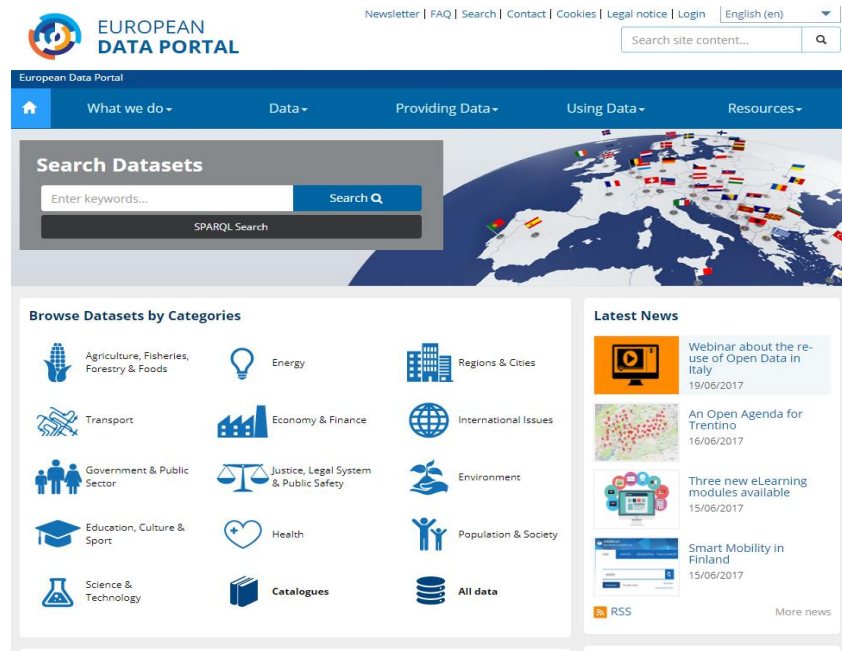 Newsletter | FAQ | Search | Contact | Cookies | Legal notice | Login English (en)
EUROPEAN
DATA PORTAL
Search site content...
European Data Portal
What we do Data Providing Data Using Data Resources
Search Datasets
Enter keywords... Search
SPARQL Search
Browse Datasets by Categories
Agriculture, Fisheries,
Forestry & Foods
Energy
Regions & Cities
Transport
Economy & Finance
International Issues
Government & Public
Sector
Justice, Legal System
& Public Safety
Environment
Education, Culture &
Sport
Health
Population & Society
Science &
Technology
Catalogues
All data
Latest News
Webinar about the re-
use of Open Data in
Italy
19/06/2017
An Open Agenda for
Trentino
16/06/2017
Three new eLearning
modules available
15/06/2017
Smart Mobility in
Finland
15/06/2017
RSS More news